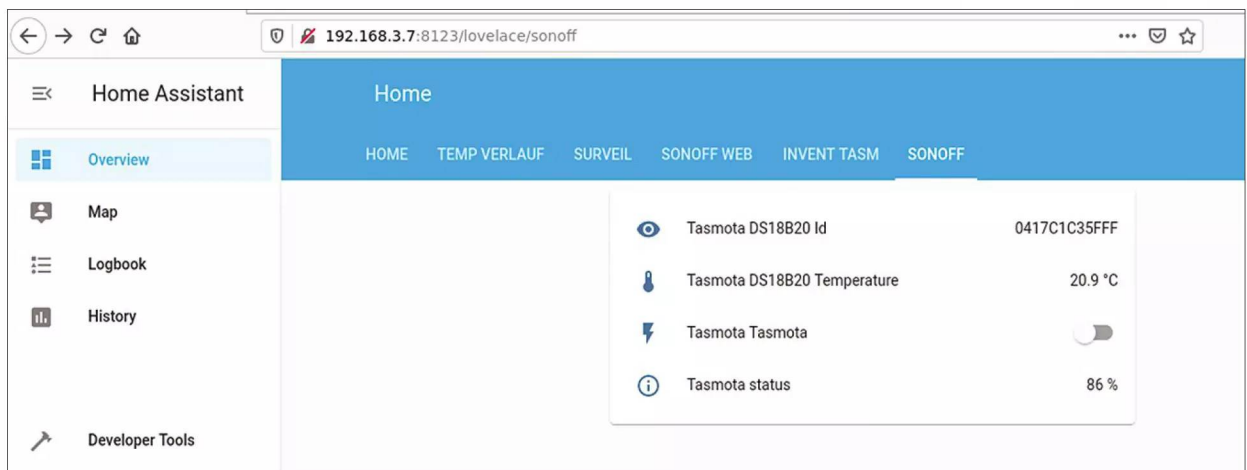 192.168.3.7:8123/lovelace/sonoff
Home Assistant
Home
Overview
HOME TEMP VERLAUF SURVEIL SONOFF WEB INVENT TASM SONOFF
Map
Logbook
History
Developer Tools
Tasmota DS18B20 Id 0417C1C35FFF
Tasmota DS18B20 Temperature 20.9 °C
Tasmota Tasmota
Tasmota status 86 %